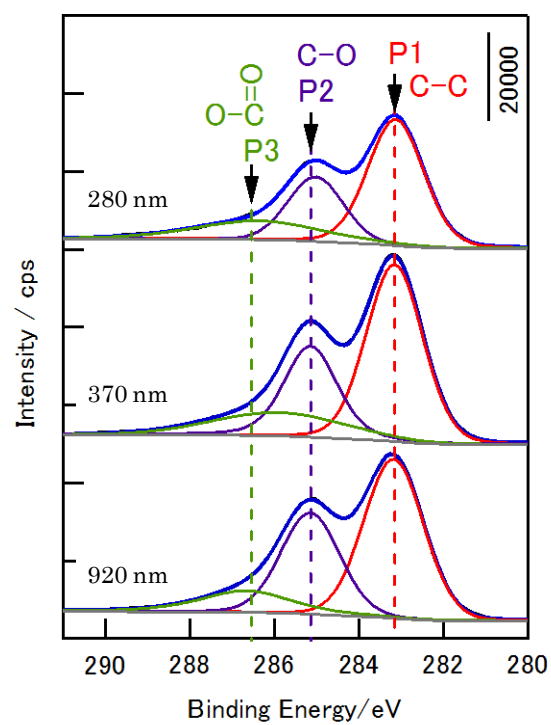 O
O-C
P3
C-O
P2
P1
C-C
20000
280 nm
370 nm
920 nm
Intensity / cps
290 288 286 284 282 280
Binding Energy/eV